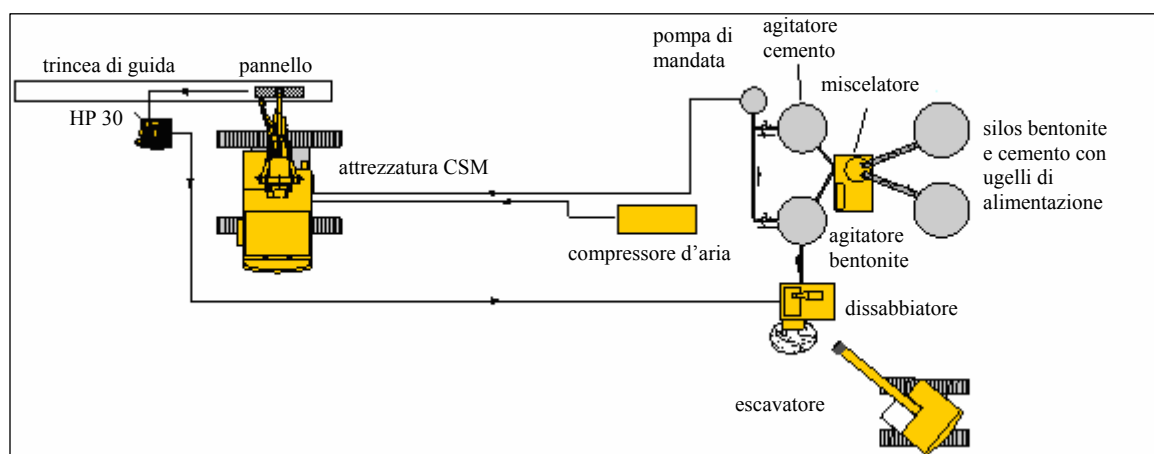 trincea di guida
pannello
HP 30
attrezzatura CSM
pompa di
mandata
agitatore
cemento
miscelatore
silos bentonite
e cemento con
ugelli di
alimentazione
compressore d’aria
agitatore
bentonite
dissabbiatore
escavatore